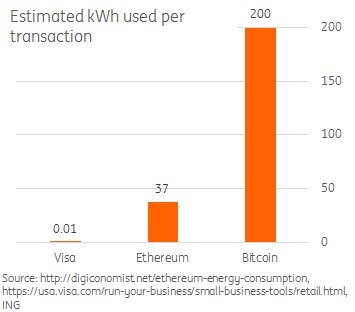 Estimated kWh used per
transaction
200
200
150
100
50
0
37
0.01
Visa
Ethereum
Bitcoin
Source: http://digiconomist.net/ethereum-energy-consumption,
https://usa.visa.com/run-your-business/small-business-tools/retail.html,
ING